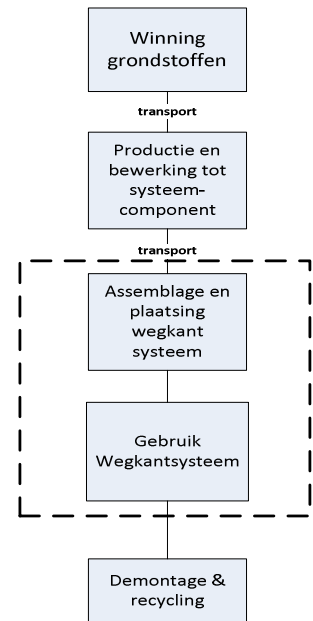 Winning
grondstoffen
transport
Productie en
bewerking tot
systeem-
component
transport
Assemblage en
plaatsing
wegkant
systeem
Gebruik
Wegkantsysteem
Demontage &
recycling